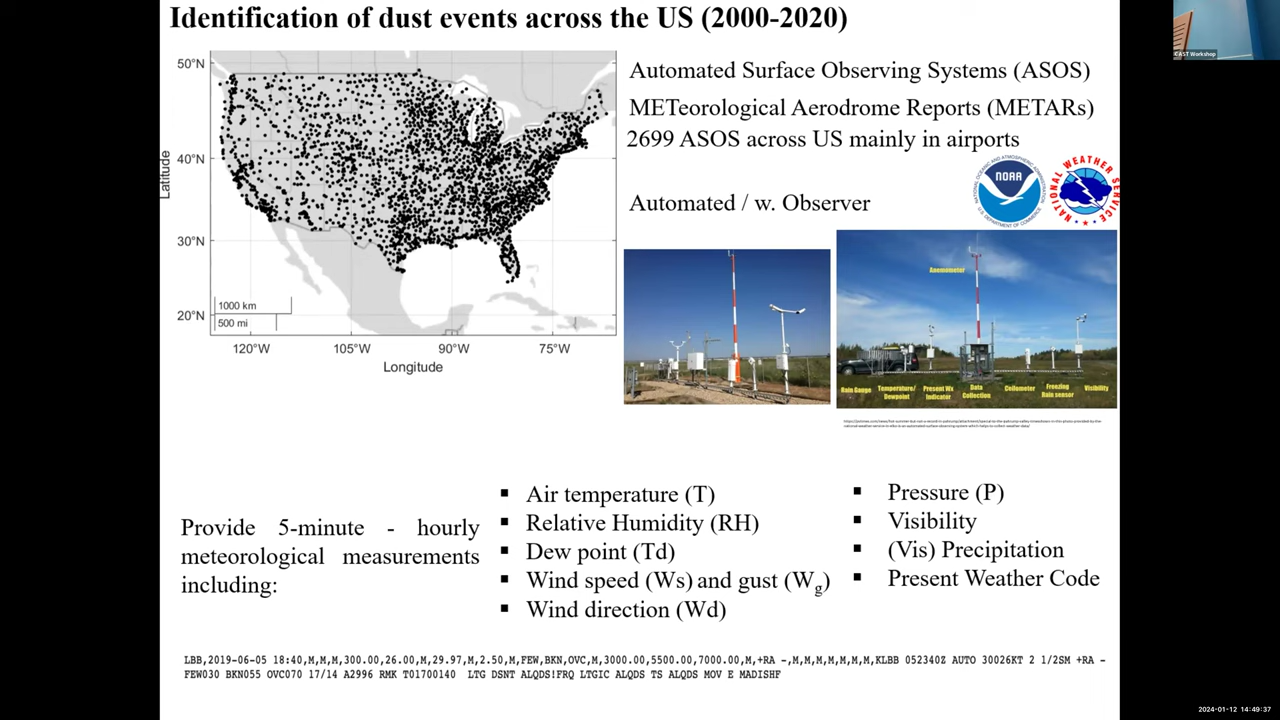 Identification of dust events across the US (2000-2020)
CAST Workshop
50°N
40°N
30°N
20°N
Latitude
1000 km
500 mi
120°W
105°W
90°W
75°W
Longitude
Automated Surface Observing Systems (ASOS)
METeorological Aerodrome Reports (METARs)
2699 ASOS across US mainly in airports
Automated / w. Observer
NOAA
NATIONAL WEATHER SERVICE
Anemometer
Rain Gauge
Temperature/
Dewpoint
Present Wx
Indicator
Data
Collection
Ceilometer
Freezing
Rain sensor
Visibility
Provide 5-minute - hourly
meteorological measurements
including:
▪ Air temperature (T)
▪ Relative Humidity (RH)
▪ Dew point (Td)
▪ Wind speed (Ws) and gust (Wg)
▪ Wind direction (Wd)
▪ Pressure (P)
▪ Visibility
▪ (Vis) Precipitation
▪ Present Weather Code
LBB,2019-06-05 18:40,M,M,M,300.00,26.00,M,29.97,M,2.50,M,FEW,BKN,OVC,M,3000.00,5500.00,7000.00,M,+RA -,M,M,M,M,M,M,M,KLBB 052340Z AUTO 30026KT 2 1/2SM +RA -
FEW030 BKN055 OVC070 17/14 A2996 RMK T01700140 LTG DSNT ALQDS!FRQ LTGIC ALQDS TS ALQDS MOV E MADISHF
2024-01-12 14:49:37